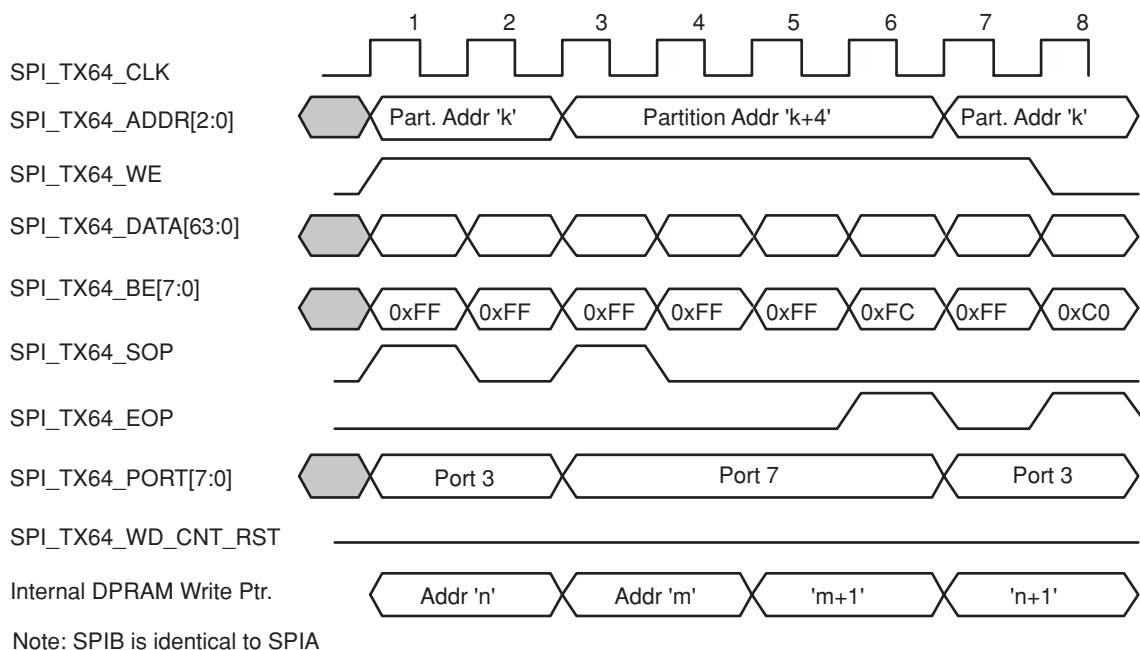 1 2 3 4 5 6 7 8
SPI_TX64_CLK
SPI_TX64_ADDR[2:0] Part. Addr 'k' Partition Addr 'k+4' Part. Addr 'k'
SPI_TX64_WE
SPI_TX64_DATA[63:0]
SPI_TX64_BE[7:0] 0xFF 0xFF 0xFF 0xFF 0xFF 0xFC 0xFF 0xC0
SPI_TX64_SOP
SPI_TX64_EOP
SPI_TX64_PORT[7:0] Port 3 Port 7 Port 3
SPI_TX64_WD_CNT_RST
Internal DPRAM Write Ptr. Addr 'n' Addr 'm' 'm+1' 'n+1'
Note: SPIB is identical to SPIA